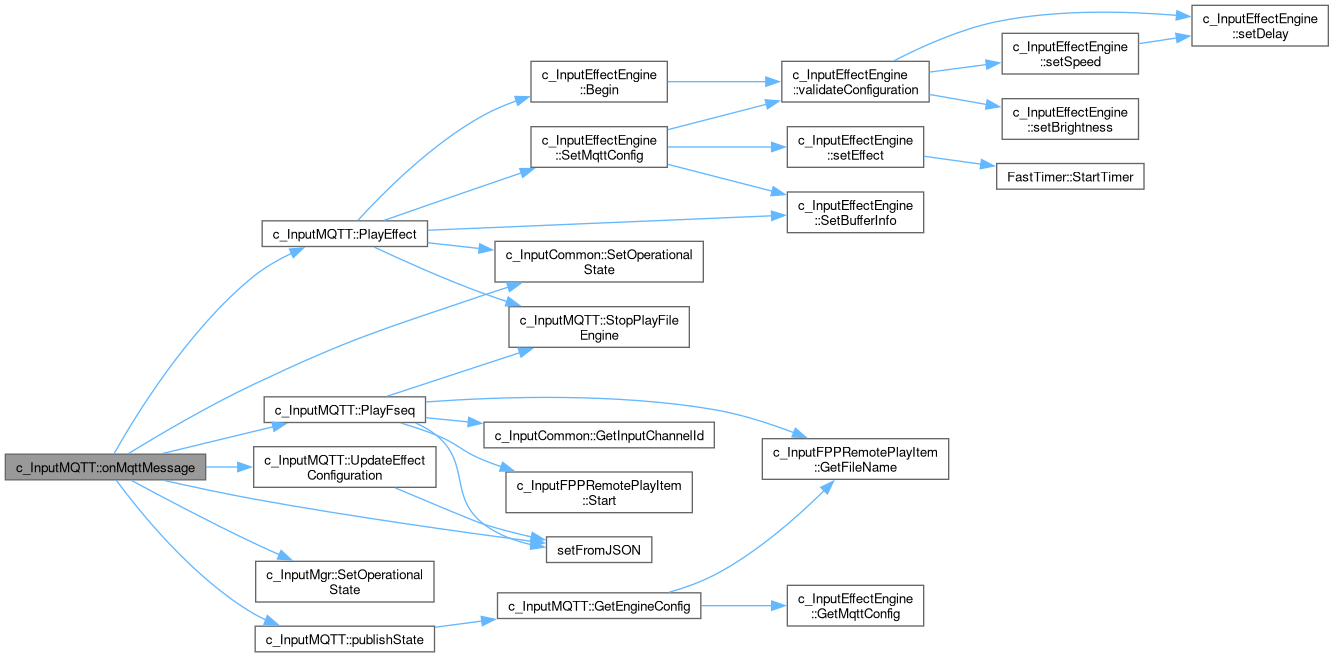 c_InputEffectEngine
::setDelay
c_InputEffectEngine
::setSpeed
c_InputEffectEngine
::Begin
c_InputEffectEngine
::validateConfiguration
c_InputEffectEngine
::setBrightness
c_InputEffectEngine
::SetMqttConfig
c_InputEffectEngine
::setEffect
FastTimer::StartTimer
c_InputEffectEngine
::SetBufferInfo
c_InputMQTT::PlayEffect
c_InputCommon::SetOperational
State
c_InputMQTT::StopPlayFile
Engine
c_InputMQTT::PlayFseq
c_InputCommon::GetInputChannelId
c_InputFPPRemotePlayItem
::GetFileName
c_InputMQTT::onMqttMessage
c_InputMQTT::UpdateEffect
Configuration
c_InputFPPRemotePlayItem
::Start
setFromJSON
c_InputMgr::SetOperational
State
c_InputMQTT::GetEngineConfig
c_InputEffectEngine
::GetMqttConfig
c_InputMQTT::publishState